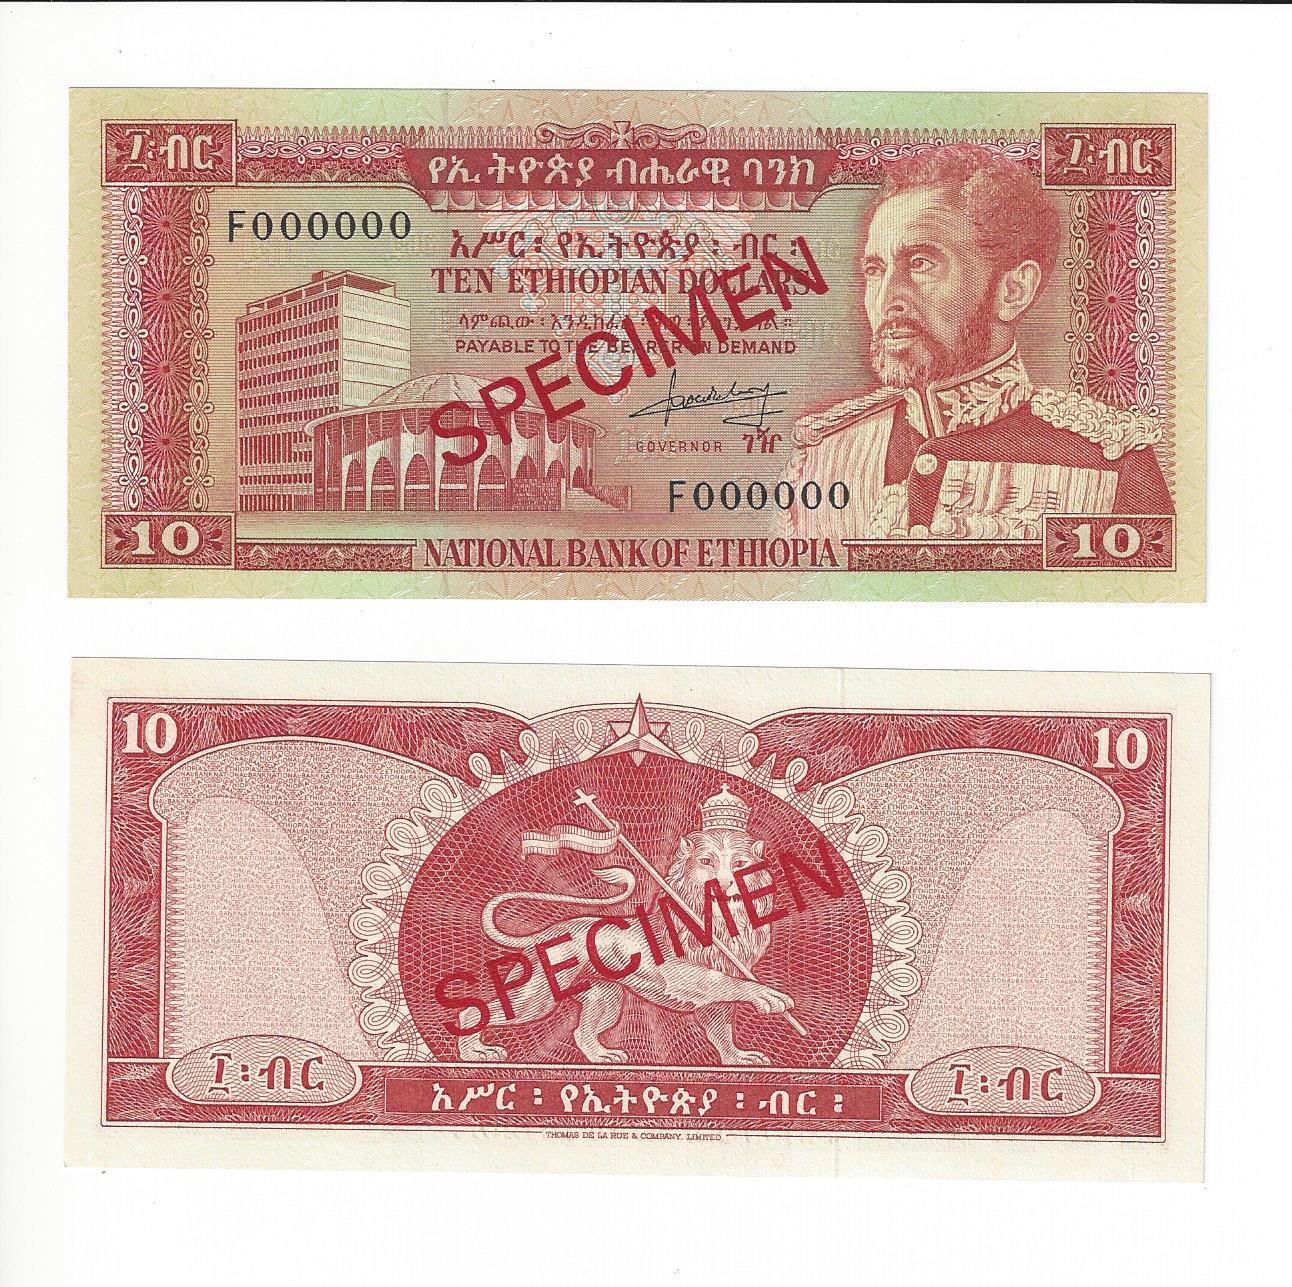 ፲፡ብር
፲፡ብር
የኢትዮጵያ ብሔራዊ ባንክ
F000000
አሥር፡የኢትዮጵያ፡ብር፡
TEN ETHIOPIAN DOLLARS
ላምጪው፡እንዲከፈል
PAYABLE TO THE BEARER ON DEMAND
SPECIMEN
GOVERNOR ገዥ
F000000
10
NATIONAL BANK OF ETHIOPIA
10
10
10
SPECIMEN
፲፡ብር
አሥር፡የኢትዮጵያ፡ብር፡
፲፡ብር
THOMAS DE LA RUE & COMPANY, LIMITED